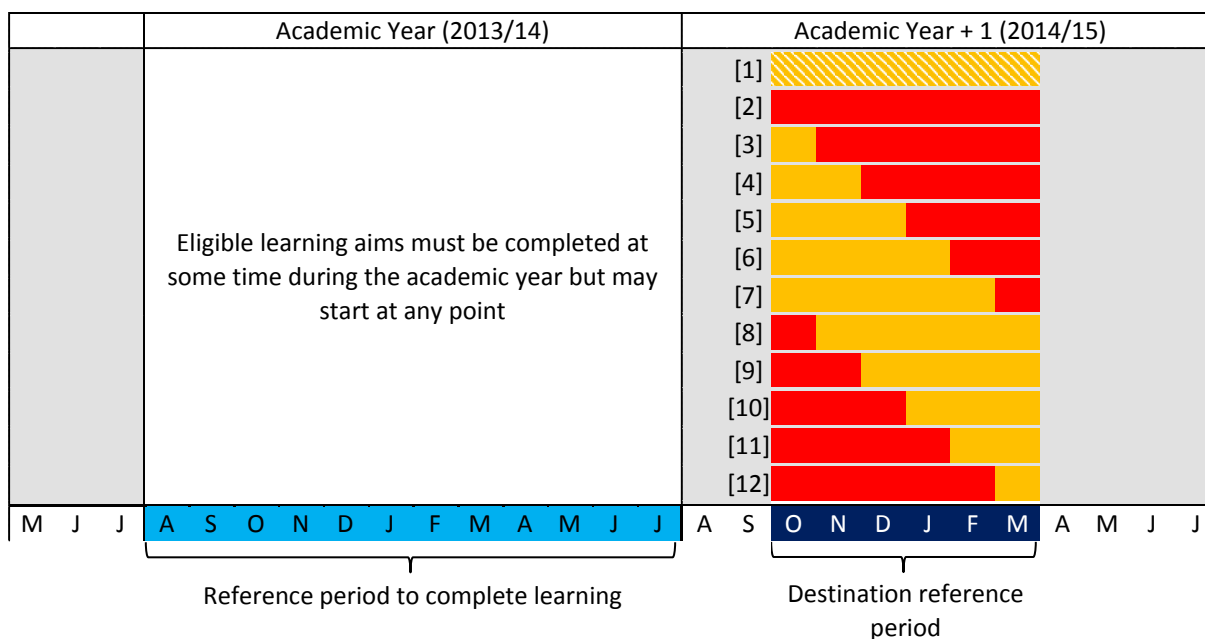 Academic Year (2013/14) Academic Year + 1 (2014/15)
[1]
[2]
[3]
[4]
[5]
[6]
[7]
[8]
[9]
[10]
[11]
[12]
Eligible learning aims must be completed at
some time during the academic year but may
start at any point
M J J A S O N D J F M A M J J A S O N D J F M A M J J
Reference period to complete learning
Destination reference
period